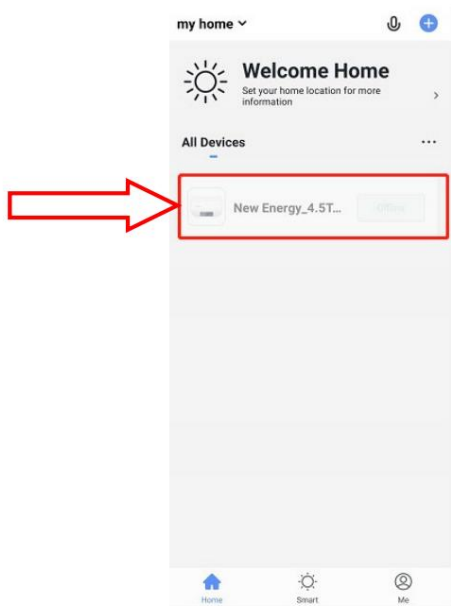 my home
Welcome Home
Set your home location for more
information
All Devices
...
New Energy_4.5T...
Offline
Home
Smart
Me